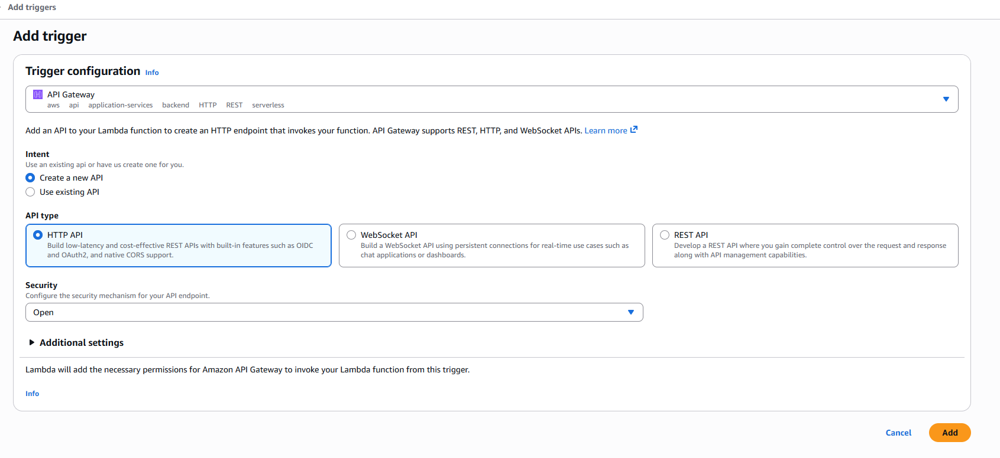 Add triggers
Add trigger
Trigger configuration Info
API Gateway
aws api application-services backend HTTP REST serverless
Add an API to your Lambda function to create an HTTP endpoint that invokes your function. API Gateway supports REST, HTTP, and WebSocket APIs. Learn more
Intent
Use an existing api or have us create one for you.
Create a new API
Use existing API
API type
HTTP API
Build low-latency and cost-effective REST APIs with built-in features such as OIDC
and OAuth2, and native CORS support.
WebSocket API
Build a WebSocket API using persistent connections for real-time use cases such as
chat applications or dashboards.
REST API
Develop a REST API where you gain complete control over the request and response
along with API management capabilities.
Security
Configure the security mechanism for your API endpoint.
Open
Additional settings
Lambda will add the necessary permissions for Amazon API Gateway to invoke your Lambda function from this trigger.
Info
Cancel Add